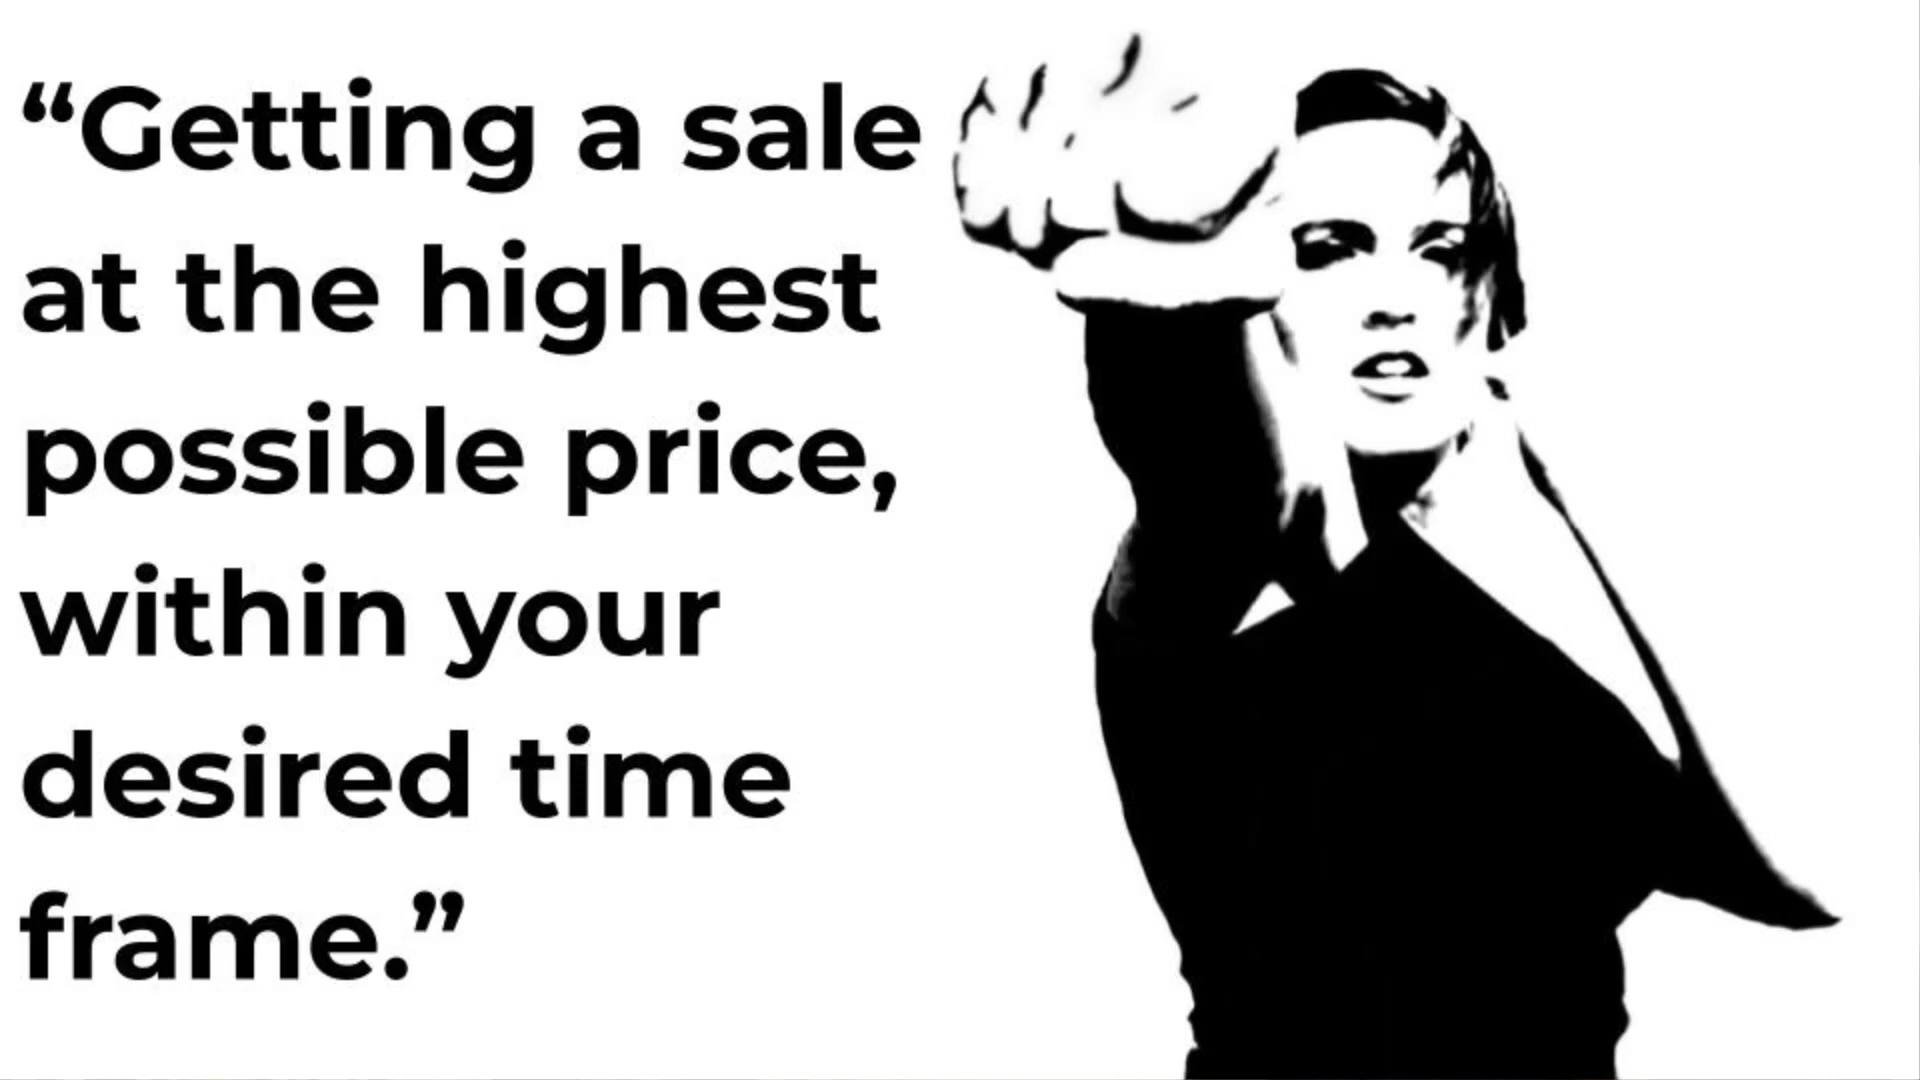 “Getting a sale
at the highest
possible price,
within your
desired time
frame.”